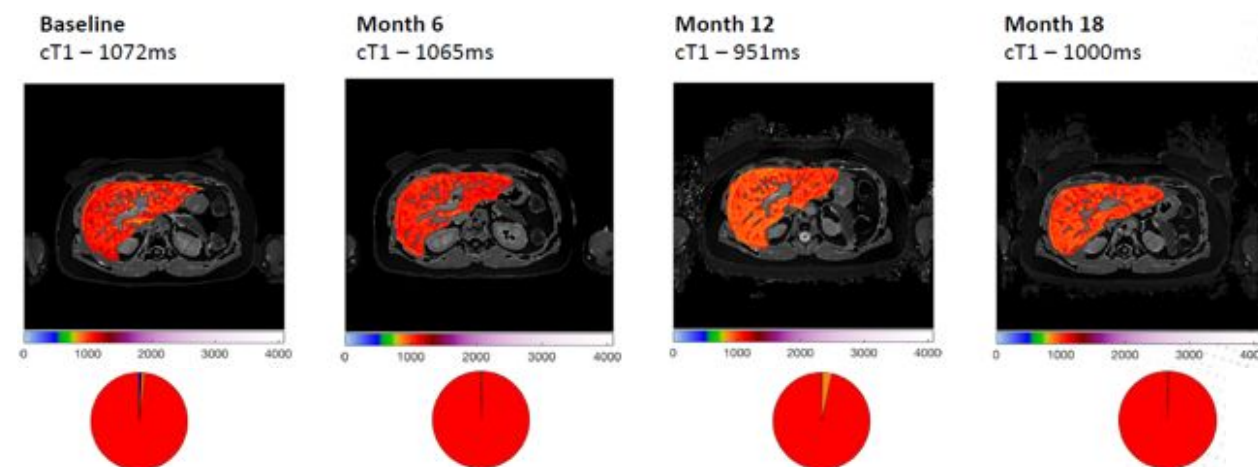 Baseline
cT1 – 1072ms
Month 6
cT1 – 1065ms
Month 12
cT1 – 951ms
Month 18
cT1 – 1000ms
0 1000 2000 3000 4000
0 1000 2000 3000 4000
0 1000 2000 3000 4000
0 1000 2000 3000